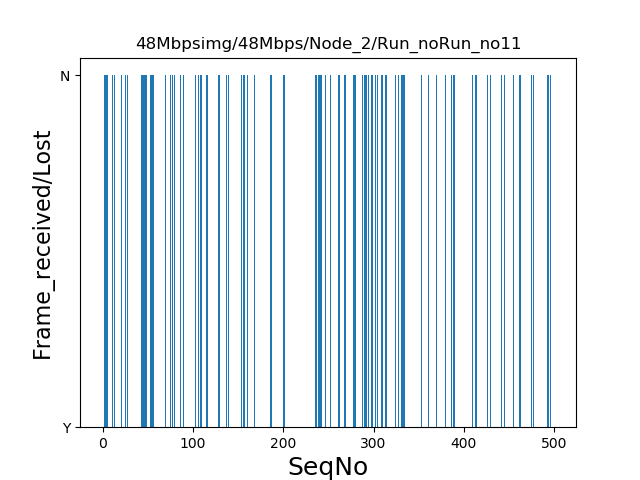 48Mbpsimg/48Mbps/Node_2/Run_noRun_no11
N
Frame_received/Lost
Y
0 100 200 300 400 500
SeqNo